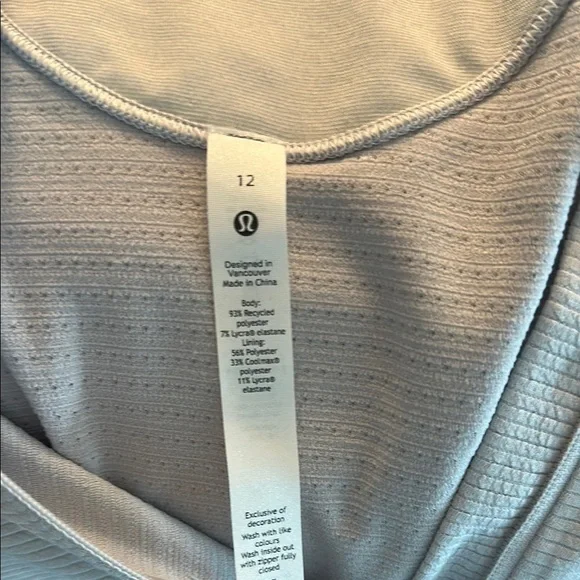 12
Designed in
Vancouver
Made in China
Body:
93% Recycled
polyester
7% Lycra® elastane
Lining:
56% Polyester
33% Coolmax®
polyester
11% Lycra®
elastane
Exclusive of
decoration
Wash with like
colours
Wash inside out
with zipper fully
closed